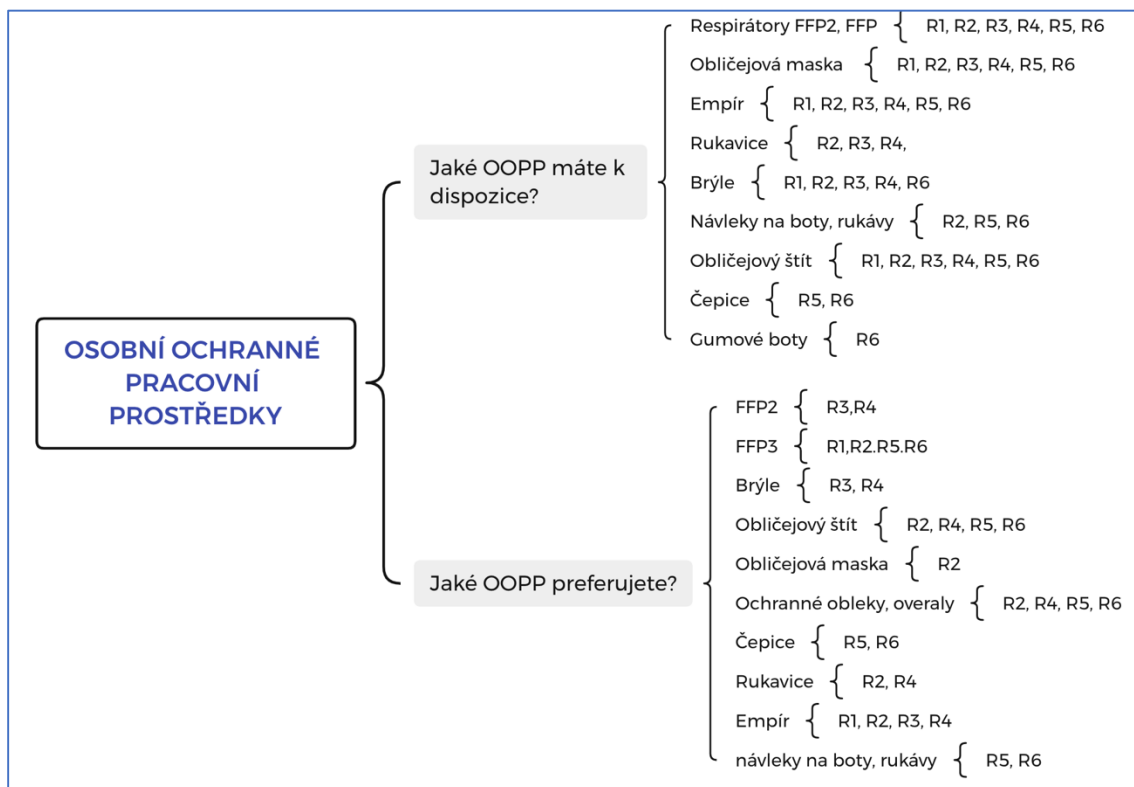 OSOBNÍ OCHRANNÉ
PRACOVNÍ
PROSTŘEDKY
Jaké OOPP máte k
dispozice?
Respirátory FFP2, FFP { R1, R2, R3, R4, R5, R6
Obličejová maska { R1, R2, R3, R4, R5, R6
Empír { R1, R2, R3, R4, R5, R6
Rukavice { R2, R3, R4,
Brýle { R1, R2, R3, R4, R6
Návleky na boty, rukávy { R2, R5, R6
Obličejový štít { R1, R2, R3, R4, R5, R6
Čepice { R5, R6
Gumové boty { R6
Jaké OOPP preferujete?
FFP2 { R3,R4
FFP3 { R1,R2.R5.R6
Brýle { R3, R4
Obličejový štít { R2, R4, R5, R6
Obličejová maska { R2
Ochranné obleky, overaly { R2, R4, R5, R6
Čepice { R5, R6
Rukavice { R2, R4
Empír { R1, R2, R3, R4
návleky na boty, rukávy { R5, R6